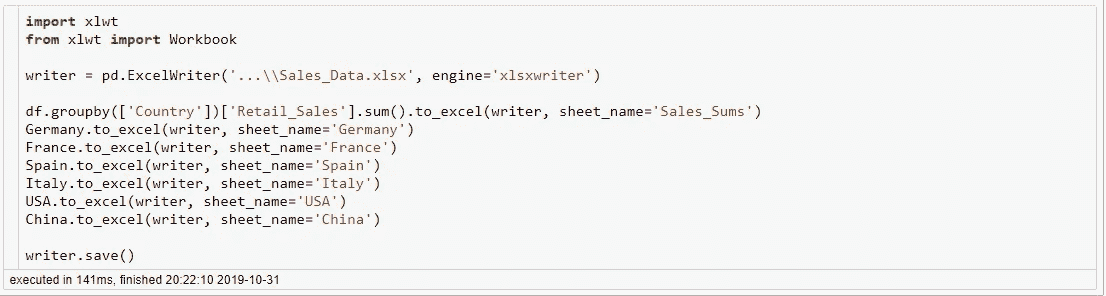 import xlwt
from xlwt import Workbook
writer = pd.ExcelWriter('...\\Sales_Data.xlsx', engine='xlsxwriter')
df.groupby(['Country'])['Retail_Sales'].sum().to_excel(writer, sheet_name='Sales_Sums')
Germany.to_excel(writer, sheet_name='Germany')
France.to_excel(writer, sheet_name='France')
Spain.to_excel(writer, sheet_name='Spain')
Italy.to_excel(writer, sheet_name='Italy')
USA.to_excel(writer, sheet_name='USA')
China.to_excel(writer, sheet_name='China')
writer.save()
executed in 141ms, finished 20:22:10 2019-10-31